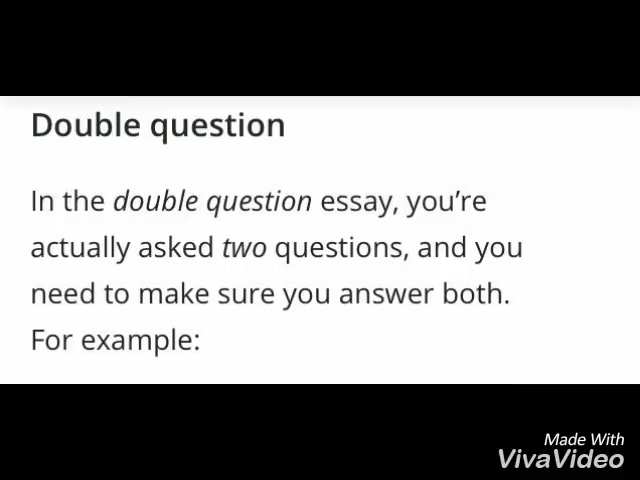 Double question
In the double question essay, you're
actually asked two questions, and you
need to make sure you answer both.
For example:
Made With
VivaVideo